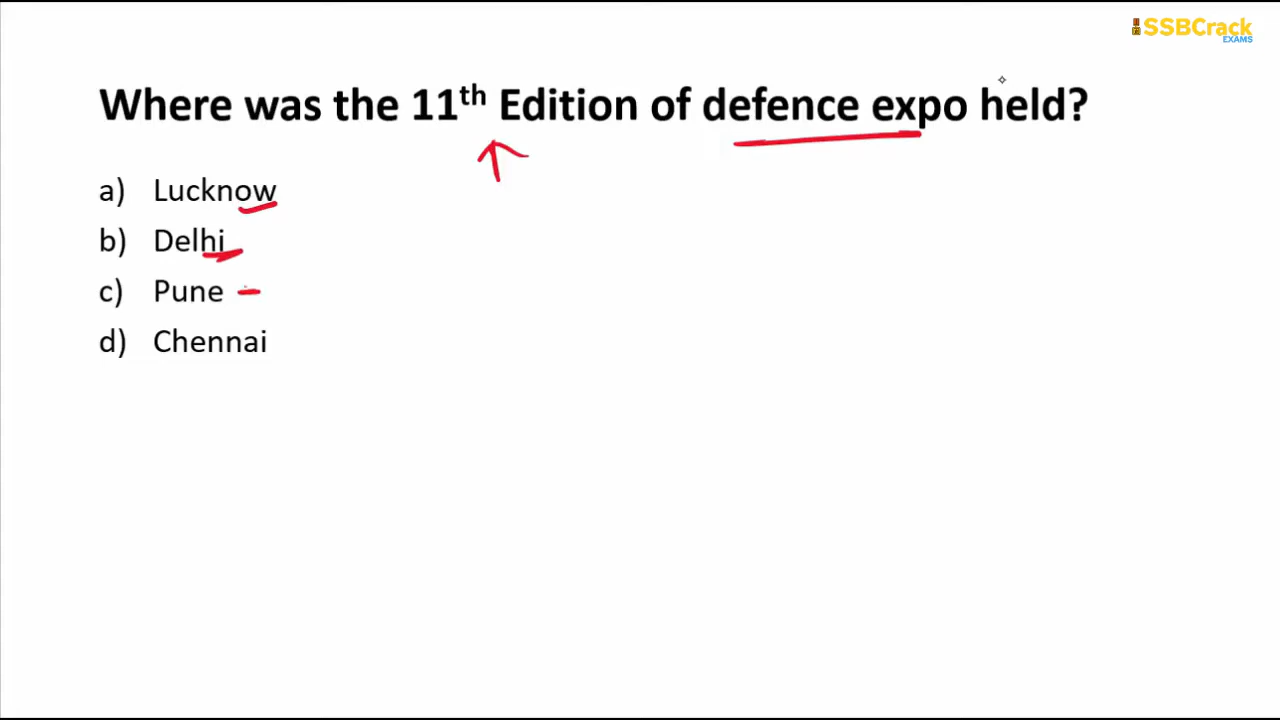 SSBCrack
EXAMS
Where was the 11th Edition of defence expo held?
a) Lucknow
b) Delhi
c) Pune
d) Chennai